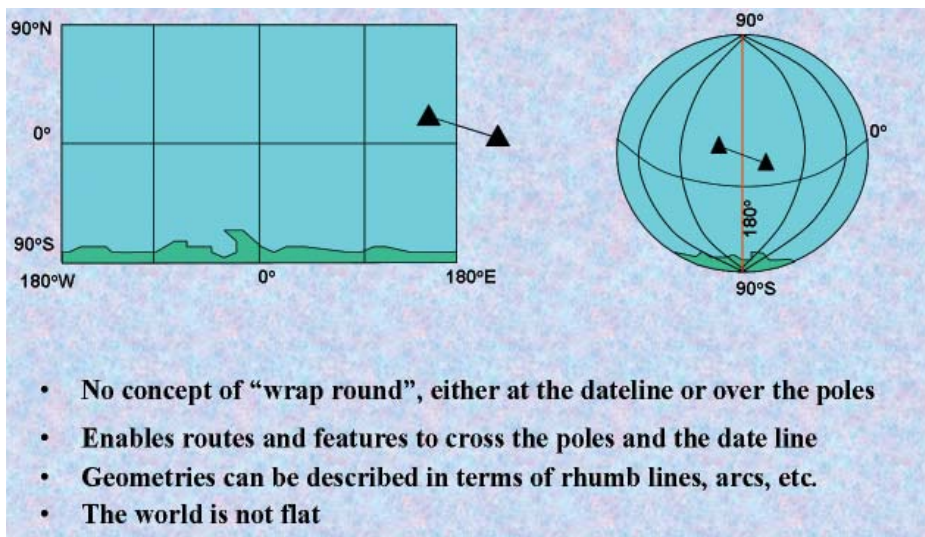 90°N
0°
90°S
180°W
0°
180°E
90°
0°
180°
90°S
• No concept of “wrap round”, either at the dateline or over the poles
• Enables routes and features to cross the poles and the date line
• Geometries can be described in terms of rhumb lines, arcs, etc.
• The world is not flat